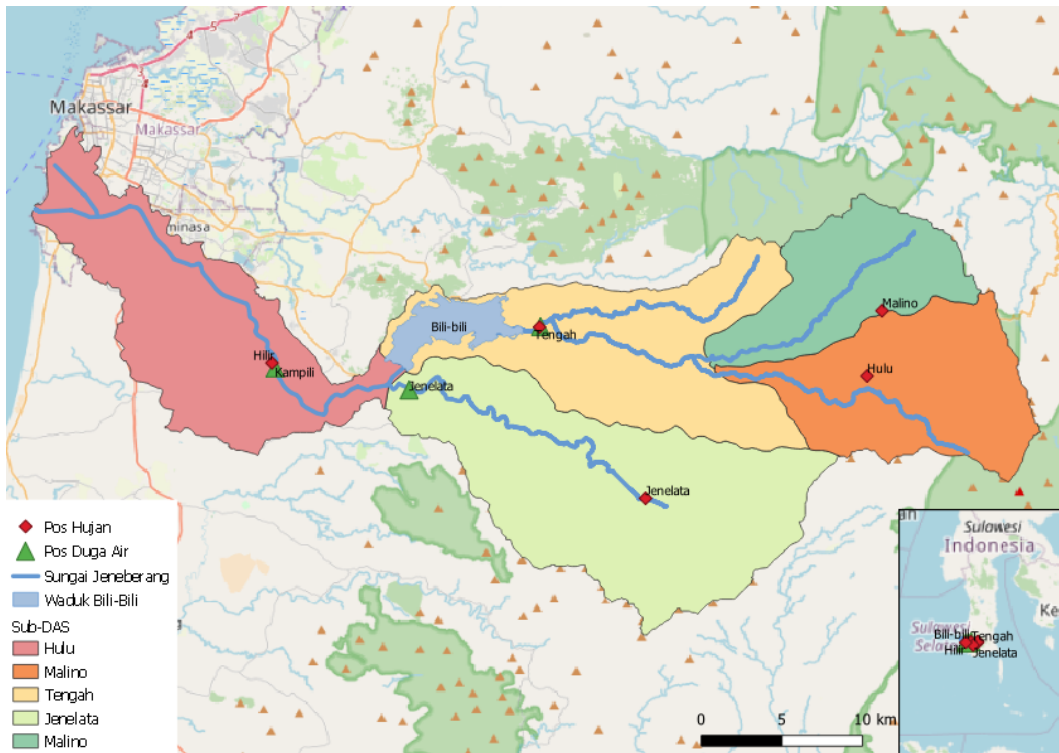 Makassar
Makassar
minasa
Bili-bili
Tengah
Malino
Hulu
Hilir
Kampili
Jenelata
Jenelata
Pos Hujan
Pos Duga Air
Sungai Jeneberang
Waduk Bili-Bili
Sub-DAS
Hulu
Malino
Tengah
Jenelata
Malino
0 5 10 km
Sulawesi
Indonesia
Ke
Sulawesi
Bili-bili
Tengah
Hilir
Jenelata